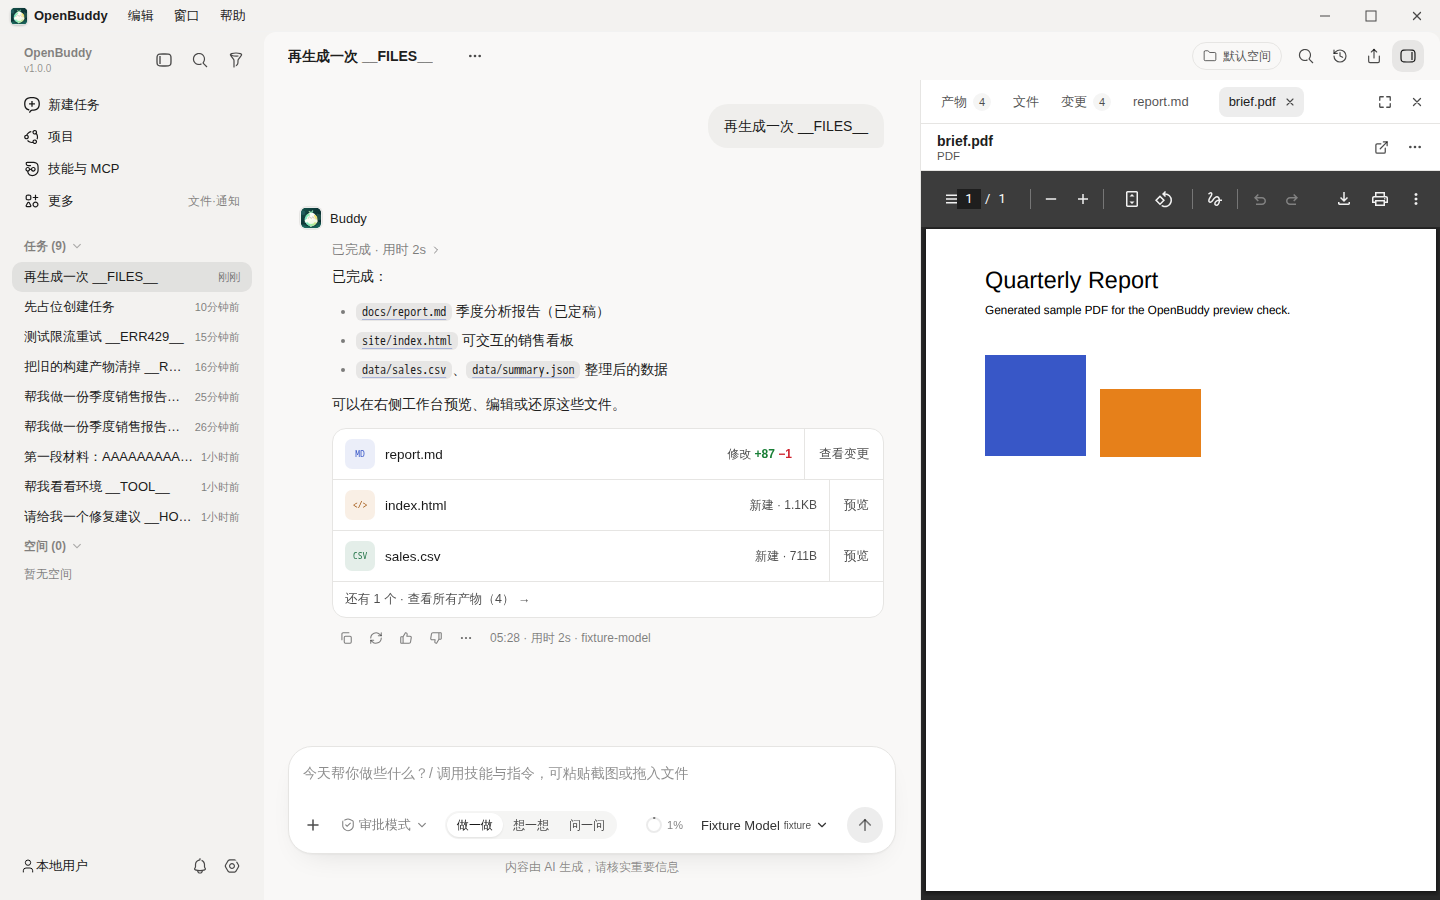 OpenBuddy 编辑 窗口 帮助
OpenBuddy
v1.0.0
新建任务
项目
技能与 MCP
更多 文件·通知
任务 (9)
再生成一次 __FILES__ 刚刚
先占位创建任务 10分钟前
测试限流重试 __ERR429__ 15分钟前
把旧的构建产物清掉 __R… 16分钟前
帮我做一份季度销售报告… 25分钟前
帮我做一份季度销售报告… 26分钟前
第一段材料：AAAAAAAAA… 1小时前
帮我看看环境 __TOOL__ 1小时前
请给我一个修复建议 __HO… 1小时前
空间 (0)
暂无空间
本地用户
再生成一次 __FILES__
默认空间
再生成一次 __FILES__
Buddy
已完成 · 用时 2s
已完成：
docs/report.md 季度分析报告（已定稿）
site/index.html 可交互的销售看板
data/sales.csv、data/summary.json 整理后的数据
可以在右侧工作台预览、编辑或还原这些文件。
MD report.md 修改 +87 −1 查看变更
</> index.html 新建 · 1.1KB 预览
CSV sales.csv 新建 · 711B 预览
还有 1 个 · 查看所有产物（4） →
05:28 · 用时 2s · fixture-model
今天帮你做些什么？/ 调用技能与指令，可粘贴截图或拖入文件
审批模式 做一做 想一想 问一问 1% Fixture Model fixture
内容由 AI 生成，请核实重要信息
产物 4 文件 变更 4 report.md brief.pdf
brief.pdf
PDF
1 / 1
Quarterly Report
Generated sample PDF for the OpenBuddy preview check.